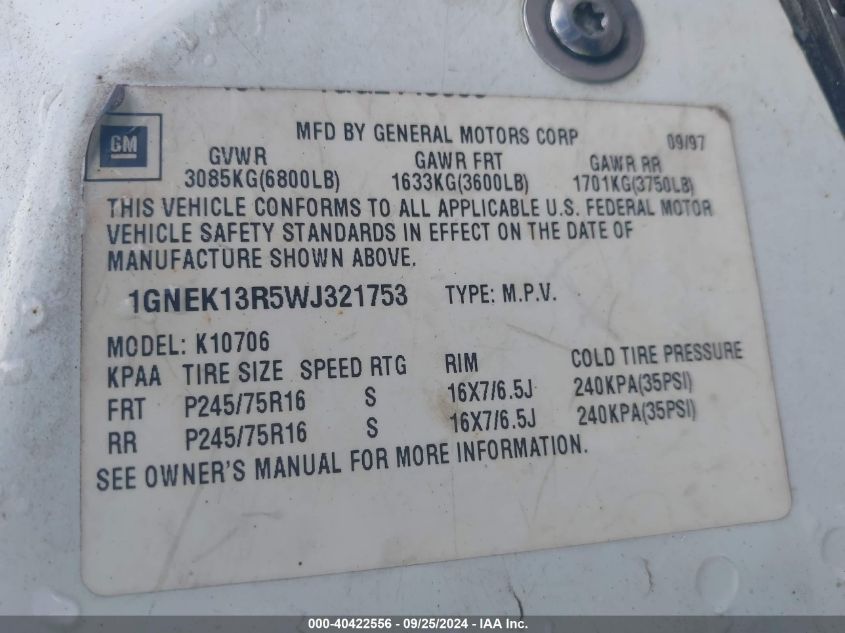 MFD BY GENERAL MOTORS CORP 09/97
GM
GVWR GAWR FRT GAWR RR
3085KG(6800LB) 1633KG(3600LB) 1701KG(3750LB)
THIS VEHICLE CONFORMS TO ALL APPLICABLE U.S. FEDERAL MOTOR
VEHICLE SAFETY STANDARDS IN EFFECT ON THE DATE OF
MANUFACTURE SHOWN ABOVE.
1GNEK13R5WJ321753 TYPE: M.P.V.
MODEL: K10706
KPAA TIRE SIZE SPEED RTG RIM COLD TIRE PRESSURE
FRT P245/75R16 S 16X7/6.5J 240KPA(35PSI)
RR P245/75R16 S 16X7/6.5J 240KPA(35PSI)
SEE OWNER'S MANUAL FOR MORE INFORMATION.
000-40422556 - 09/25/2024 - IAA Inc.